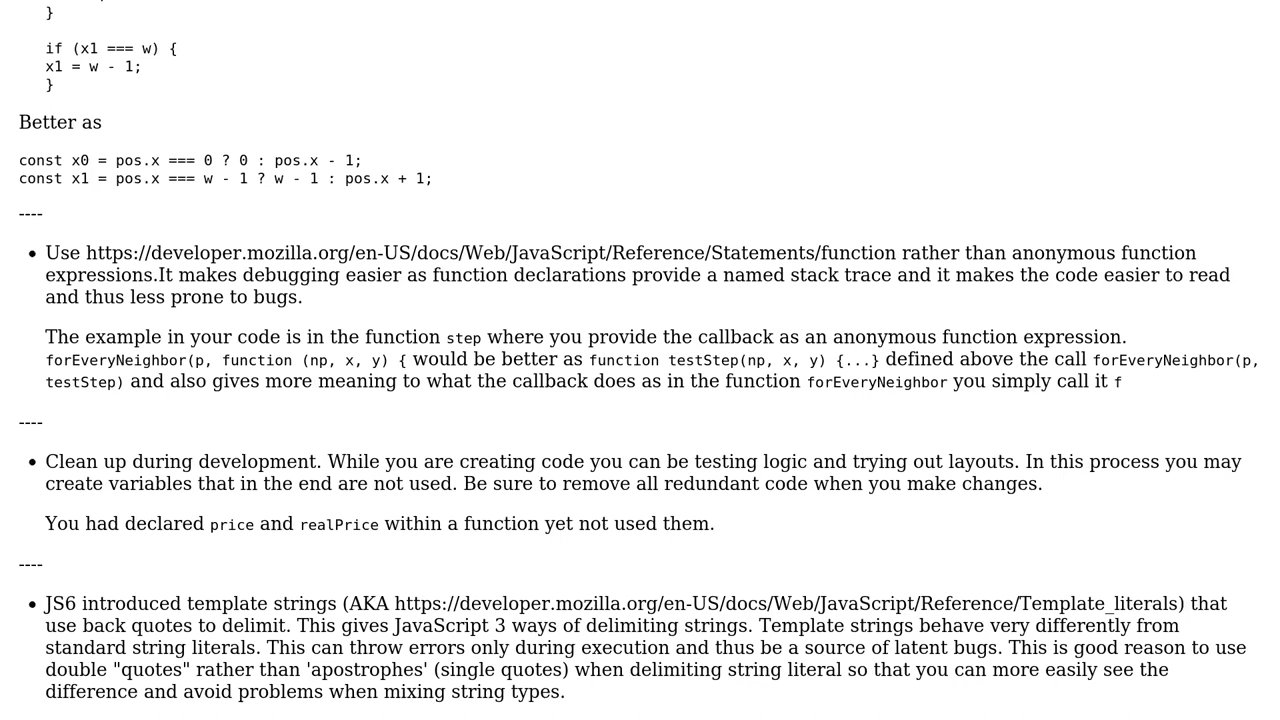 }
if (x1 === w) {
x1 = w - 1;
}
Better as
const x0 = pos.x === 0 ? 0 : pos.x - 1;
const x1 = pos.x === w - 1 ? w - 1 : pos.x + 1;
----
• Use https://developer.mozilla.org/en-US/docs/Web/JavaScript/Reference/Statements/function rather than anonymous function
expressions.It makes debugging easier as function declarations provide a named stack trace and it makes the code easier to read
and thus less prone to bugs.
The example in your code is in the function step where you provide the callback as an anonymous function expression.
forEveryNeighbor(p, function (np, x, y) { would be better as function testStep(np, x, y) {...} defined above the call forEveryNeighbor(p,
testStep) and also gives more meaning to what the callback does as in the function forEveryNeighbor you simply call it f
----
• Clean up during development. While you are creating code you can be testing logic and trying out layouts. In this process you may
create variables that in the end are not used. Be sure to remove all redundant code when you make changes.
You had declared price and realPrice within a function yet not used them.
----
• JS6 introduced template strings (AKA https://developer.mozilla.org/en-US/docs/Web/JavaScript/Reference/Template_literals) that
use back quotes to delimit. This gives JavaScript 3 ways of delimiting strings. Template strings behave very differently from
standard string literals. This can throw errors only during execution and thus be a source of latent bugs. This is good reason to use
double "quotes" rather than 'apostrophes' (single quotes) when delimiting string literal so that you can more easily see the
difference and avoid problems when mixing string types.